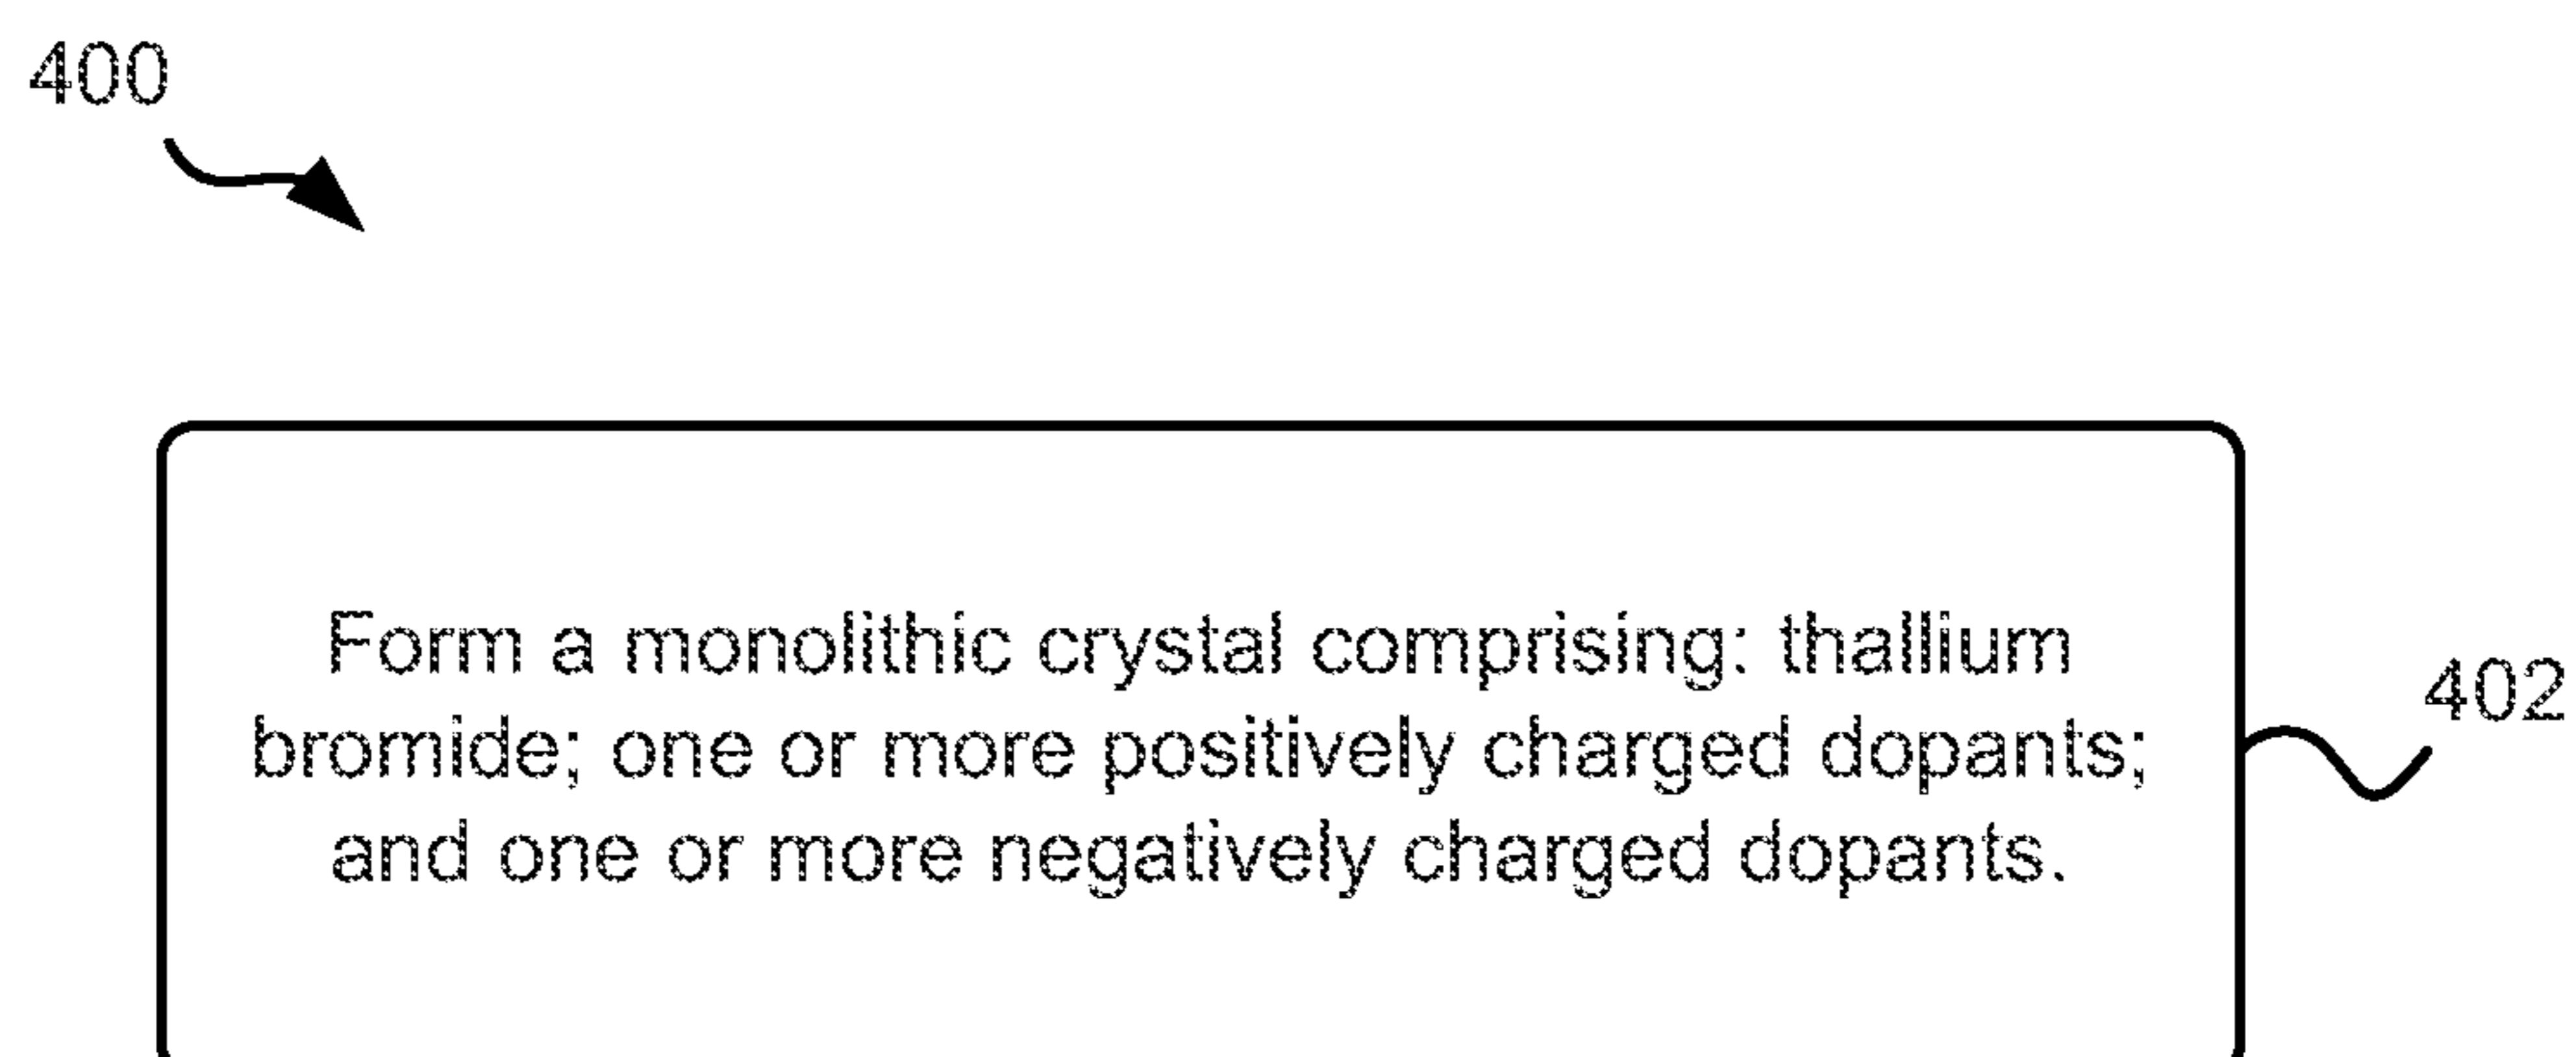 400
Form a monolithic crystal comprising: thallium
bromide; one or more positively charged dopants;
and one or more negatively charged dopants.
402